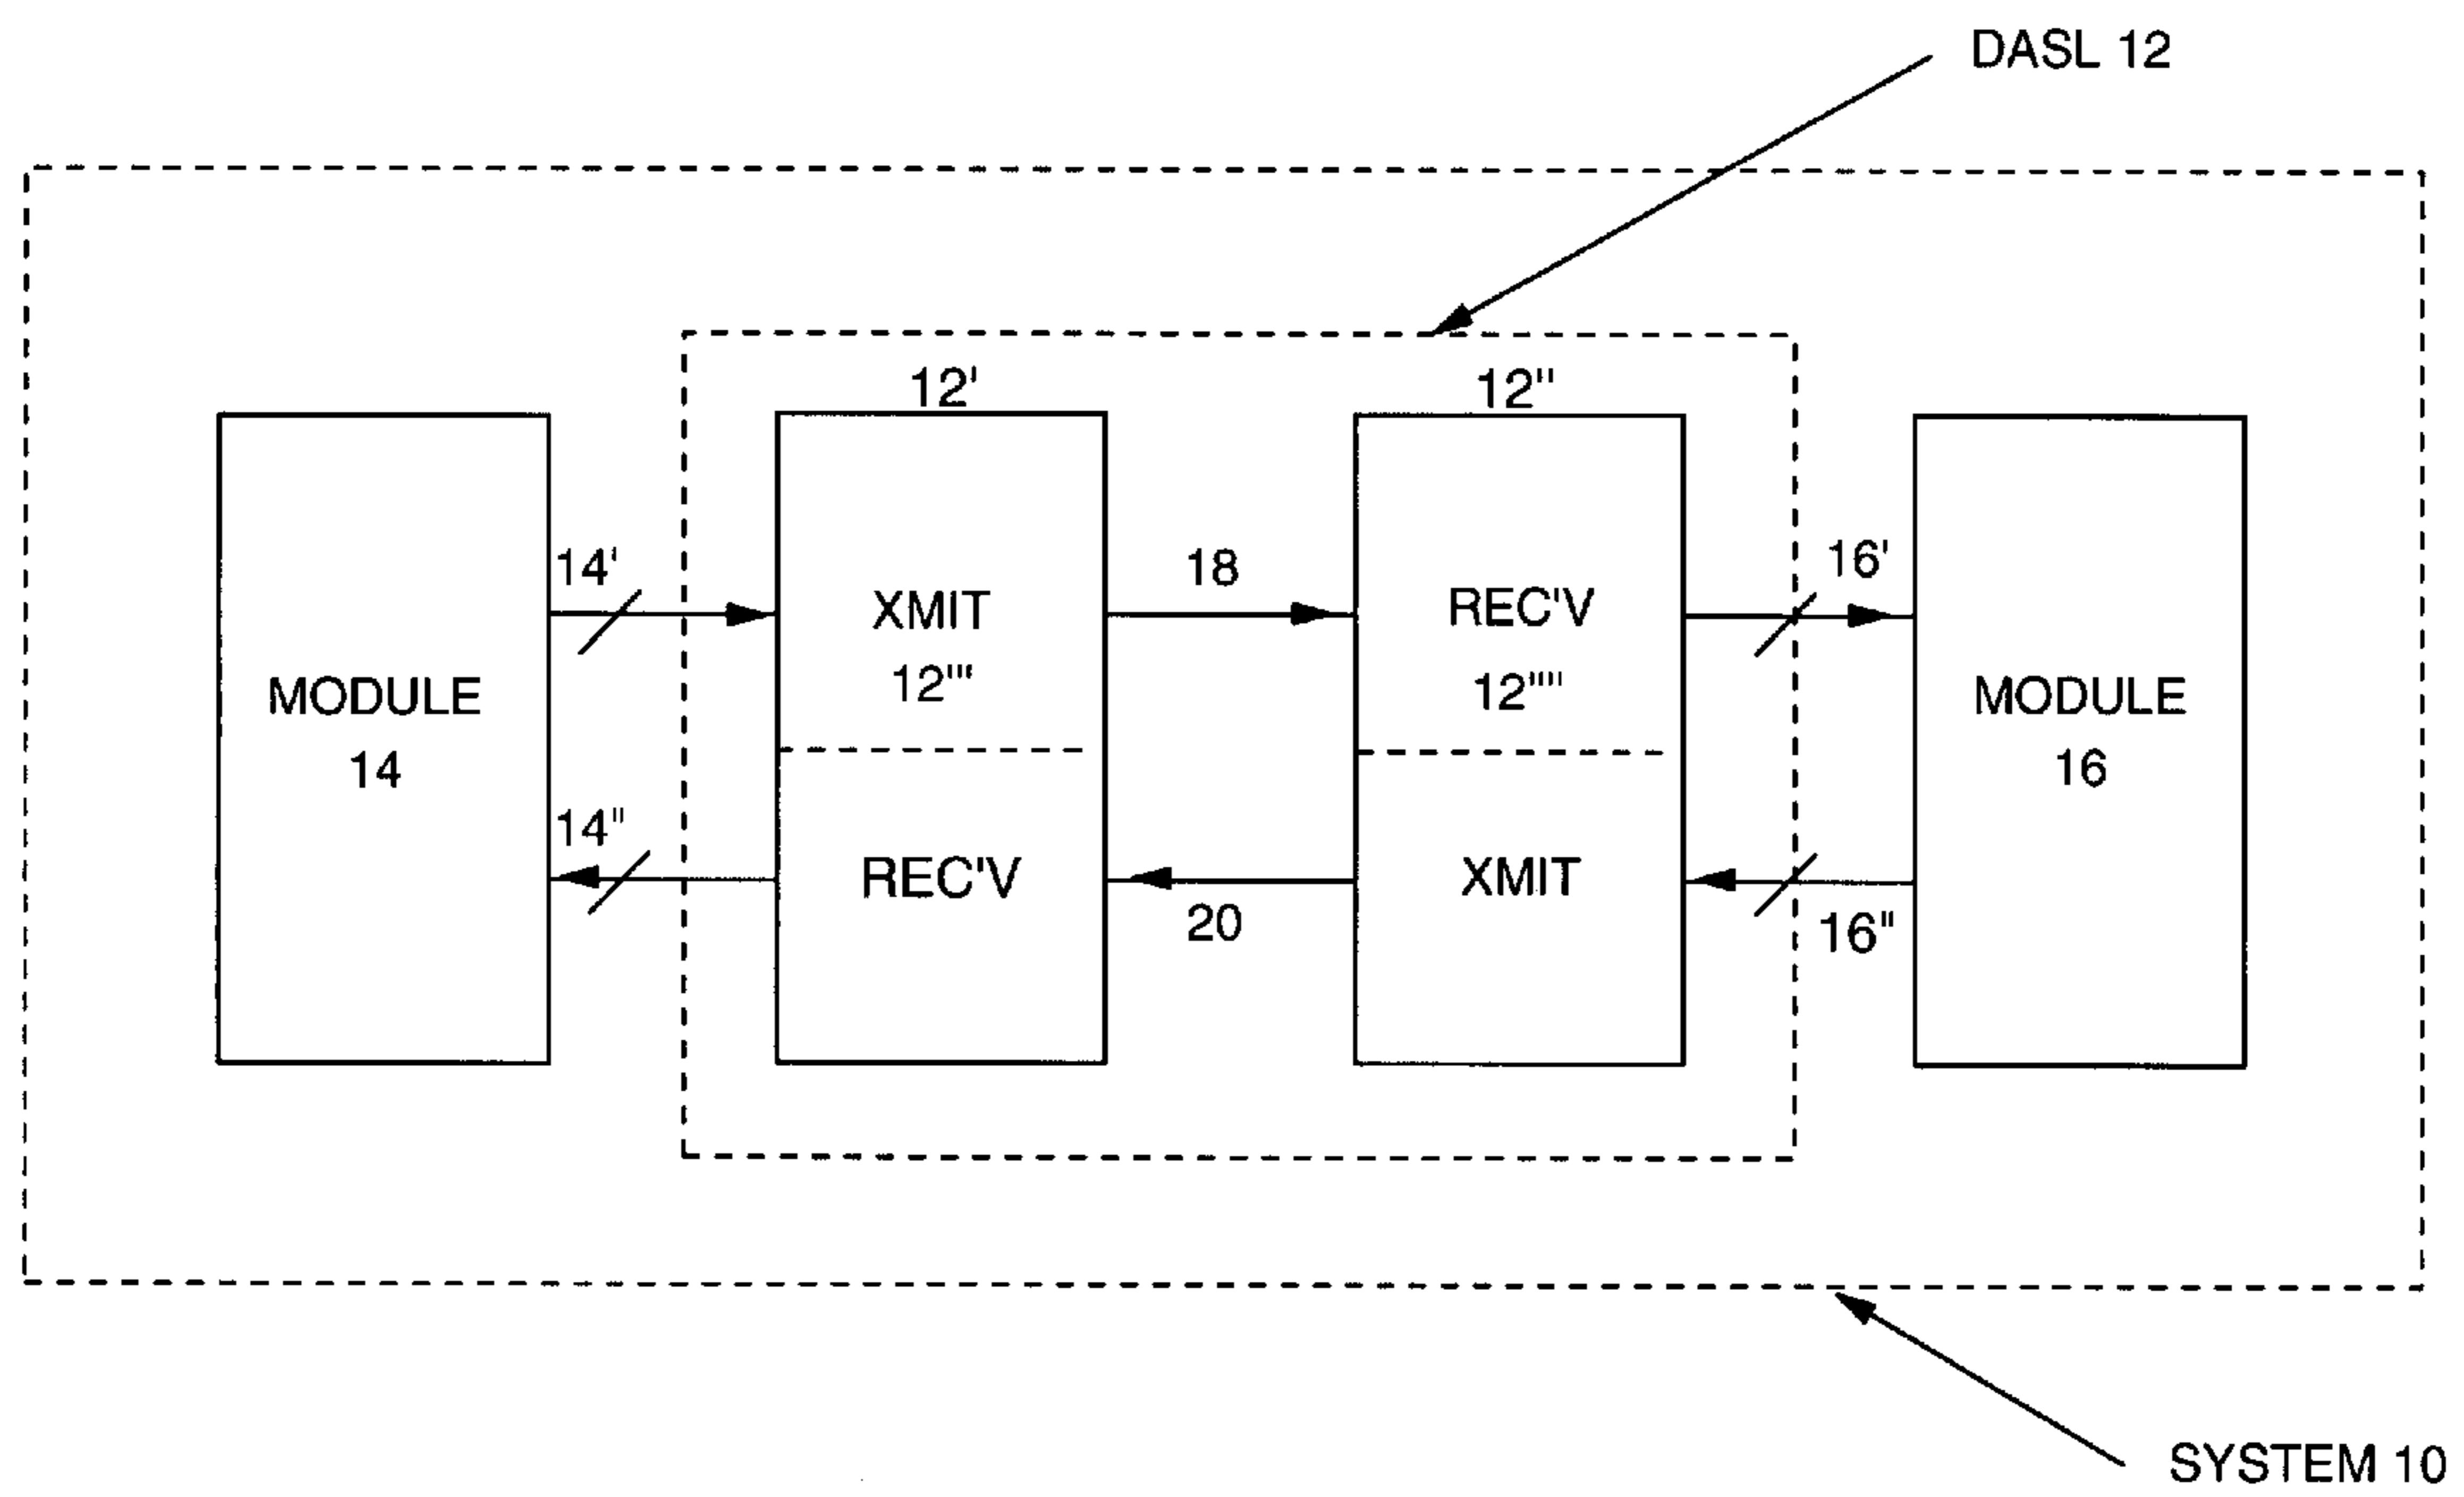 DASL 12
12'
12"
14'
18
16'
XMIT
12'''
REC'V
12''''
MODULE
14
MODULE
16
14"
REC'V
XMIT
20
16"
SYSTEM 10